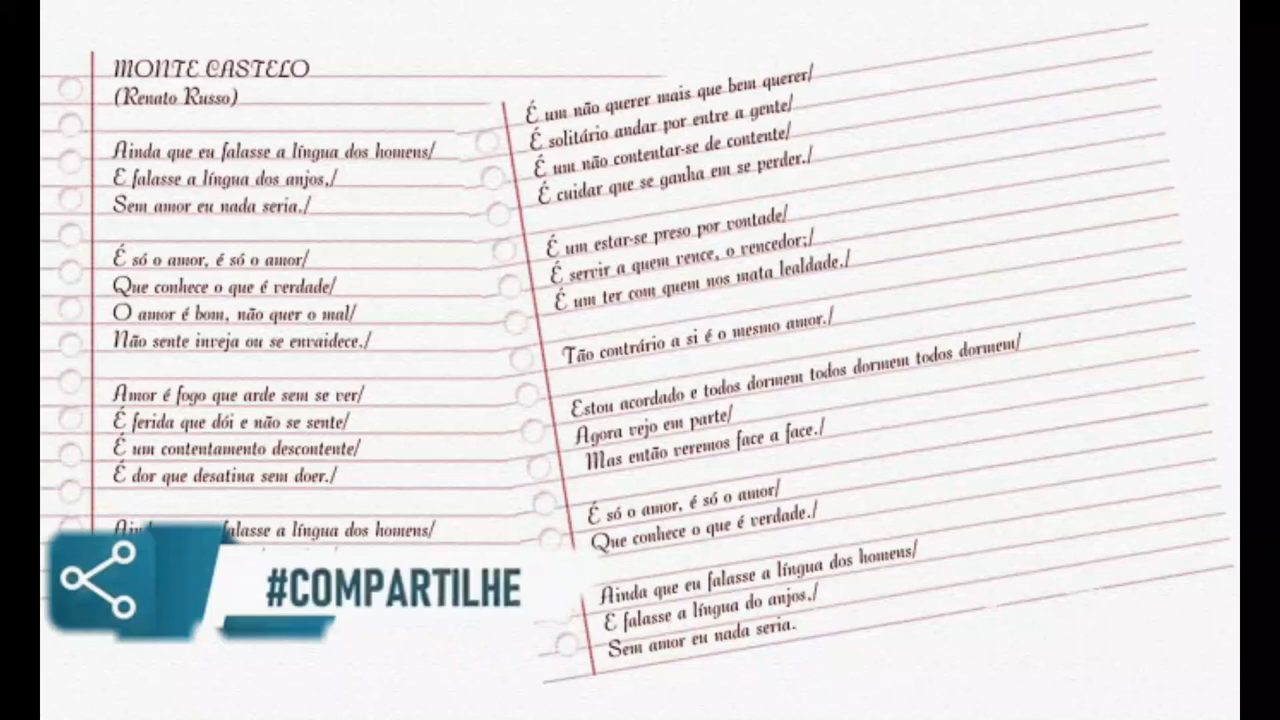 MONTE CASTELO
(Renato Russo)
Ainda que eu falasse a língua dos homens/
E falasse a língua dos anjos,/
Sem amor eu nada seria./
É só o amor, é só o amor/
Que conhece o que é verdade/
O amor é bom, não quer o mal/
Não sente inveja ou se envaidece./
Amor é fogo que arde sem se ver/
É ferida que dói e não se sente/
É um contentamento descontente/
É dor que desatina sem doer./
falasse a língua dos homens/
#COMPARTILHE
É um não querer mais que bem querer/
É solitário andar por entre a gente/
É um não contentar-se de contente/
É cuidar que se ganha em se perder./
É um estar-se preso por vontade/
É servir a quem vence, o vencedor;/
É um ter com quem nos mata lealdade./
Tão contrário a si é o mesmo amor./
Estou acordado e todos dormem todos dormem todos dormem/
Agora vejo em parte/
Mas então veremos face a face./
É só o amor, é só o amor/
Que conhece o que é verdade./
Ainda que eu falasse a língua dos homens/
E falasse a língua do anjos,/
Sem amor eu nada seria.